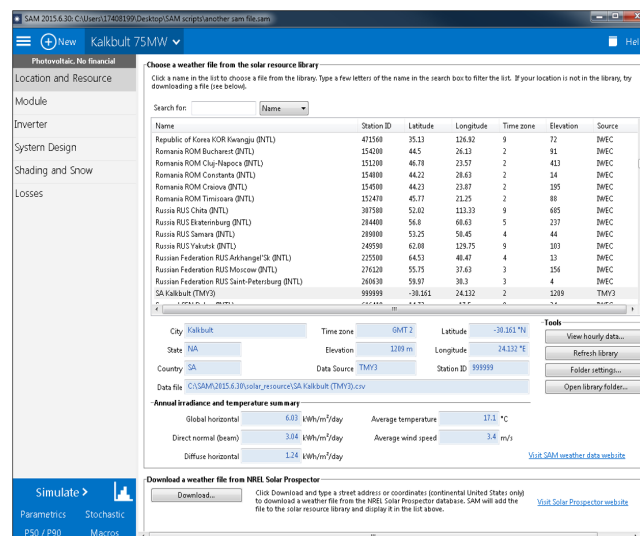 SAM 2015.6.30: C:\Users\17408199\Desktop\SAM scripts\another sam file.sam
New Kalkbult 75MW Hel
Photovoltaic, No financial
Location and Resource
Module
Inverter
System Design
Shading and Snow
Losses
Choose a weather file from the solar resource library
Click a name in the list to choose a file from the library. Type a few letters of the name in the search box to filter the list. If your location is not in the library, try
downloading a file (see below).
Search for: Name
Name Station ID Latitude Longitude Time zone Elevation Source
Republic of Korea KOR Kwangju (INTL) 471560 35.13 126.92 9 72 IWEC
Romania ROM Bucharest (INTL) 154200 44.5 26.13 2 91 IWEC
Romania ROM Cluj-Napoca (INTL) 151200 46.78 23.57 2 413 IWEC
Romania ROM Constanta (INTL) 154800 44.22 28.63 2 14 IWEC
Romania ROM Craiova (INTL) 154500 44.23 23.87 2 195 IWEC
Romania ROM Timisoara (INTL) 152470 45.77 21.25 2 88 IWEC
Russia RUS Chita (INTL) 307580 52.02 113.33 9 685 IWEC
Russia RUS Ekaterinburg (INTL) 284400 56.8 60.63 5 237 IWEC
Russia RUS Samara (INTL) 289000 53.25 50.45 4 44 IWEC
Russia RUS Yakutsk (INTL) 249590 62.08 129.75 9 103 IWEC
Russian Federation RUS Arkhangel'Sk (INTL) 225500 64.53 40.47 4 13 IWEC
Russian Federation RUS Moscow (INTL) 276120 55.75 37.63 3 156 IWEC
Russian Federation RUS Saint-Petersburg (INTL) 260630 59.97 30.3 3 4 IWEC
SA Kalkbult (TMY3) 999999 -30.161 24.132 2 1209 TMY3
City Kalkbult Time zone GMT 2 Latitude -30.161 °N
State NA Elevation 1209 m Longitude 24.132 °E
Country SA Data Source TMY3 Station ID 999999
Data file C:\SAM\2015.6.30\solar_resource\SA Kalkbult (TMY3).csv
Tools
View hourly data...
Refresh library
Folder settings...
Open library folder...
Annual irradiance and temperature summary
Global horizontal 6.03 kWh/m²/day Average temperature 17.1 °C
Direct normal (beam) 3.04 kWh/m²/day Average wind speed 3.4 m/s
Diffuse horizontal 1.24 kWh/m²/day Visit SAM weather data website
Download a weather file from NREL Solar Prospector
Download... Click Download and type a street address or coordinates (continental United States only)
to download a weather file from the NREL Solar Prospector database. SAM will add the
file to the solar resource library and display it in the list above.
Visit Solar Prospector website
Simulate >
Parametrics Stochastic
P50 / P90 Macros